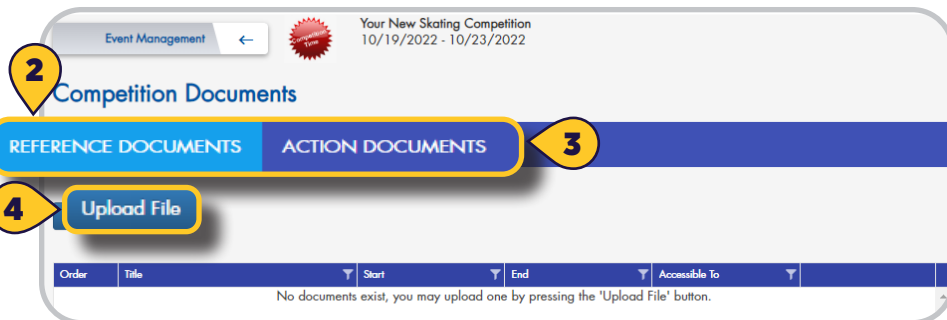 Event Management ←
Competition Time
Your New Skating Competition
10/19/2022 - 10/23/2022
2
Competition Documents
REFERENCE DOCUMENTS ACTION DOCUMENTS
3
4
Upload File
Order Title Start End Accessible To
No documents exist, you may upload one by pressing the 'Upload File' button.